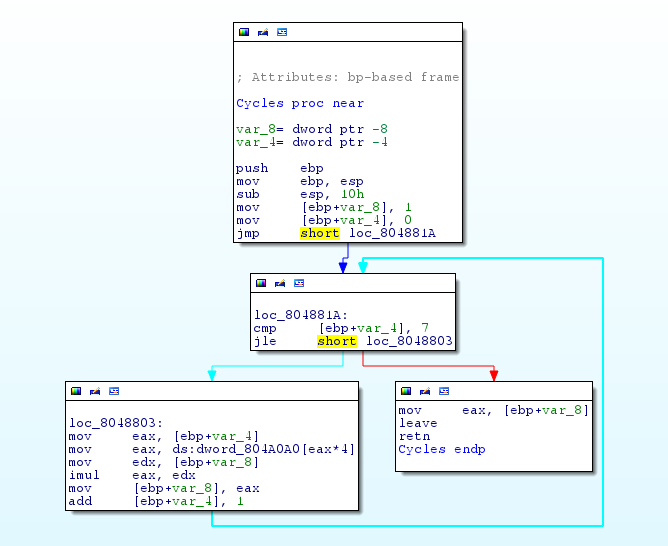 ; Attributes: bp-based frame
Cycles proc near
var_8= dword ptr -8
var_4= dword ptr -4
push    ebp
mov     ebp, esp
sub     esp, 10h
mov     [ebp+var_8], 1
mov     [ebp+var_4], 0
jmp     short loc_804881A
loc_804881A:
cmp     [ebp+var_4], 7
jle     short loc_8048803
loc_8048803:
mov     eax, [ebp+var_4]
mov     eax, ds:dword_804A0A0[eax*4]
mov     edx, [ebp+var_8]
imul    eax, edx
mov     [ebp+var_8], eax
add     [ebp+var_4], 1
mov     eax, [ebp+var_8]
leave
retn
Cycles endp